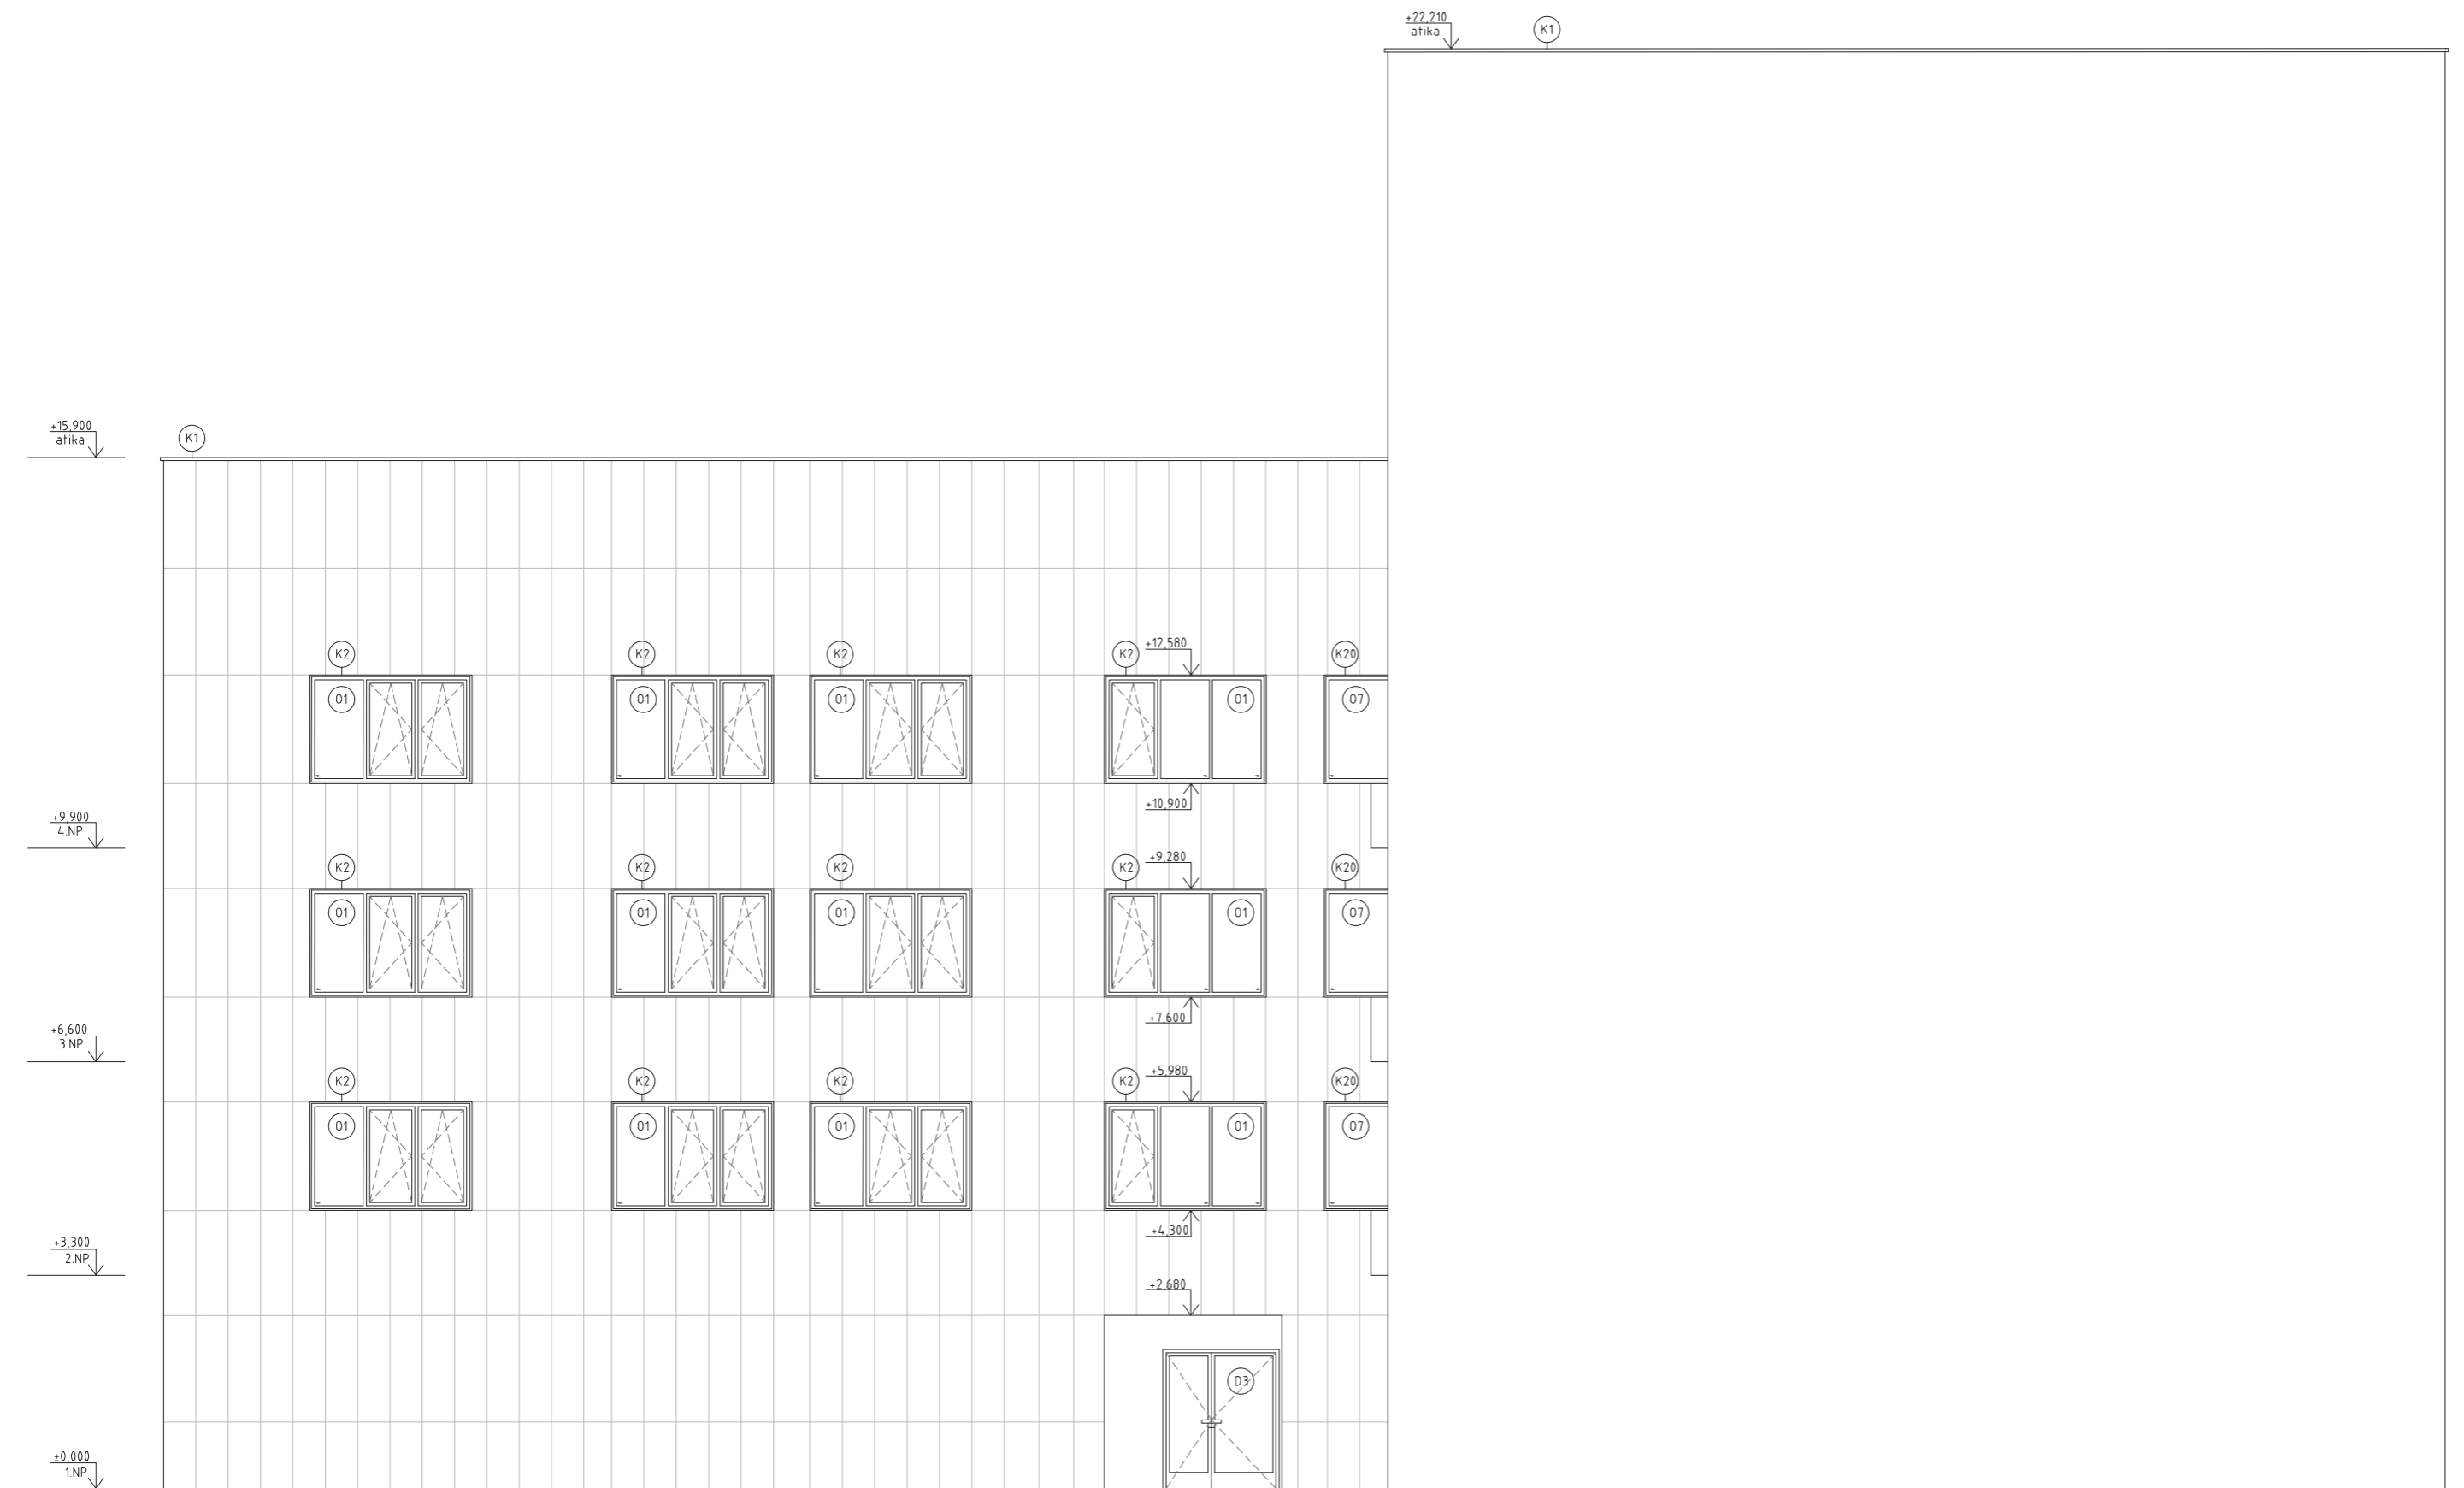 +22,210
atika
K1
+15,900
atika
K1
K2
K2
K2
K2
+12,580
K20
01
01
01
01
07
+10,900
+9,900
4.NP
K2
K2
K2
K2
+9,280
K20
01
01
01
01
07
+7,600
+6,600
3.NP
K2
K2
K2
K2
+5,980
K20
01
01
01
01
07
+4,300
+3,300
2.NP
+2,680
D3
±0,000
1.NP